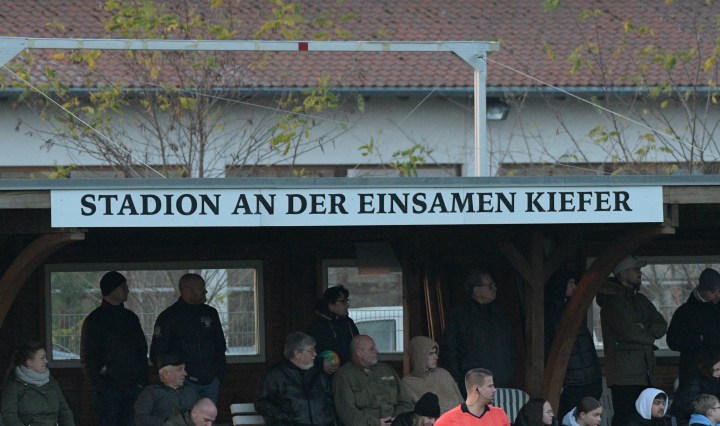 STADION AN DER EINSAMEN KIEFER